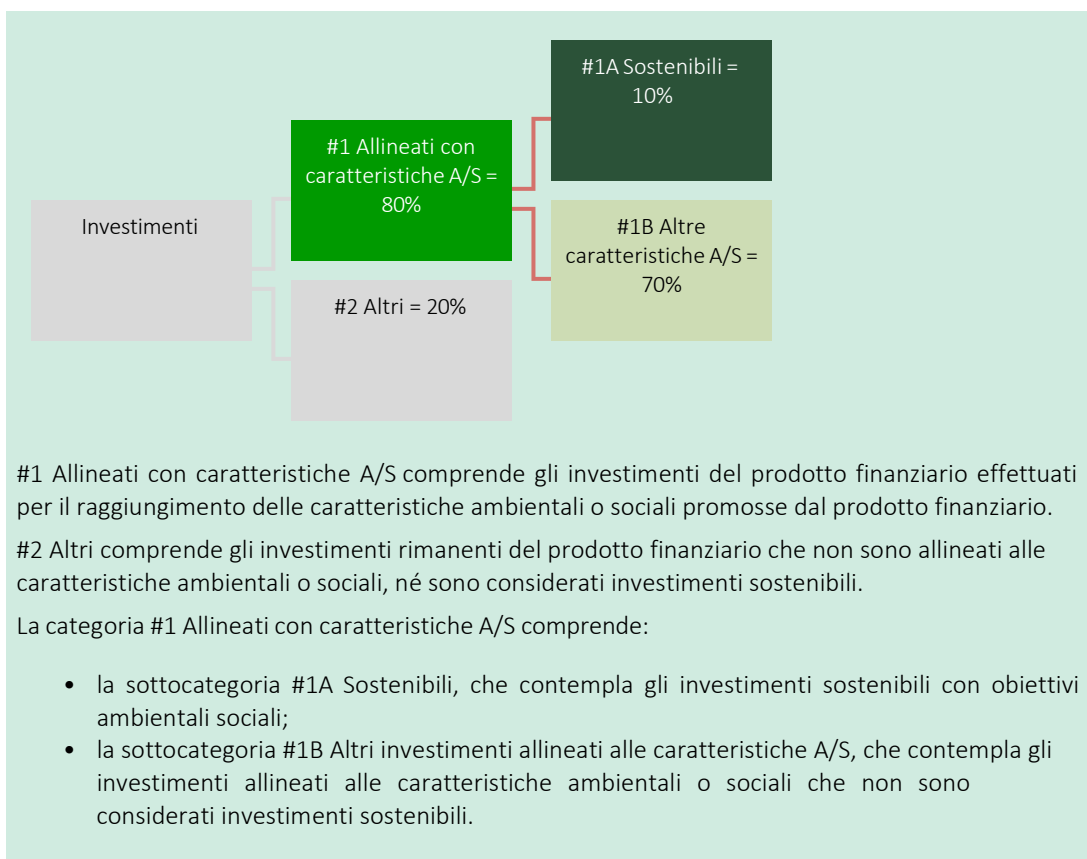 #1A Sostenibili =
10%
#1 Allineati con
caratteristiche A/S =
80%
Investimenti
#1B Altre
caratteristiche A/S =
70%
#2 Altri = 20%
#1 Allineati con caratteristiche A/S comprende gli investimenti del prodotto finanziario effettuati
per il raggiungimento delle caratteristiche ambientali o sociali promosse dal prodotto finanziario.
#2 Altri comprende gli investimenti rimanenti del prodotto finanziario che non sono allineati alle
caratteristiche ambientali o sociali, né sono considerati investimenti sostenibili.
La categoria #1 Allineati con caratteristiche A/S comprende:
• la sottocategoria #1A Sostenibili, che contempla gli investimenti sostenibili con obiettivi
ambientali sociali;
• la sottocategoria #1B Altri investimenti allineati alle caratteristiche A/S, che contempla gli
investimenti allineati alle caratteristiche ambientali o sociali che non sono
considerati investimenti sostenibili.